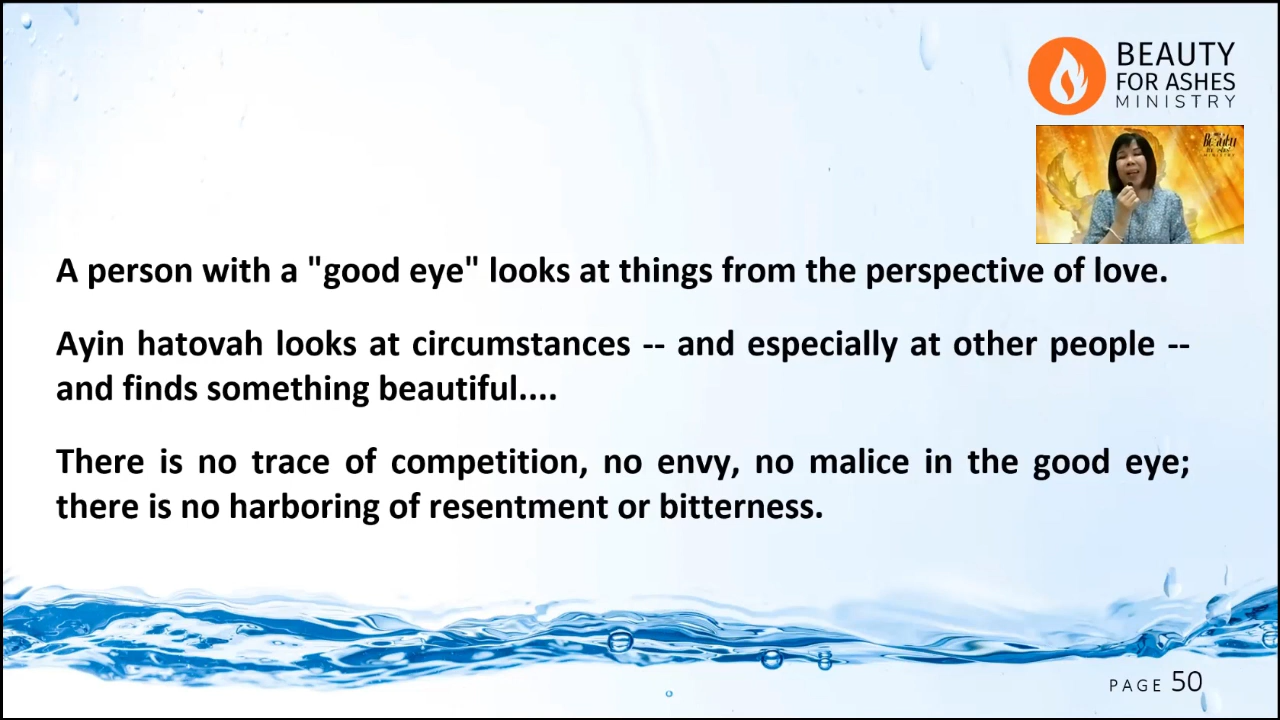 BEAUTY
FOR ASHES
MINISTRY
A person with a "good eye" looks at things from the perspective of love.
Ayin hatovah looks at circumstances -- and especially at other people --
and finds something beautiful....
There is no trace of competition, no envy, no malice in the good eye;
there is no harboring of resentment or bitterness.
PAGE 50